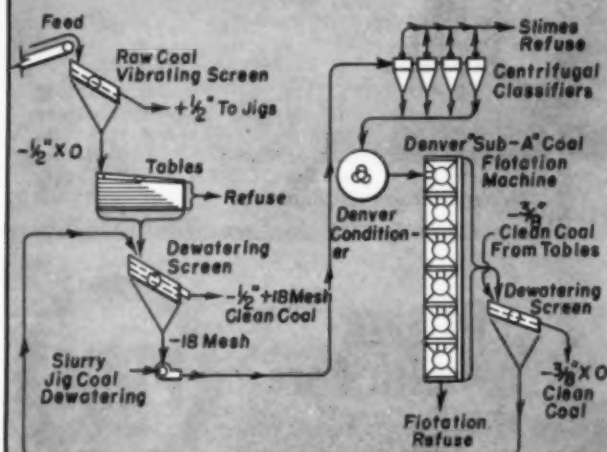 Feed
Raw Coal
Vibrating Screen
+½" To Jigs
-½" X 0
Tables
Refuse
Dewatering
Screen
-½" +18 Mesh
Clean Coal
-18 Mesh
Slurry
Jig Coal
Dewatering
Slimes
Refuse
Centrifugal
Classifiers
Denver "Sub-A" Coal
Flotation
Machine
Denver
Condition-
er
-⅜"
Clean Coal
From Tables
Dewatering
Screen
-⅜" X 0
Clean
Coal
Flotation
Refuse